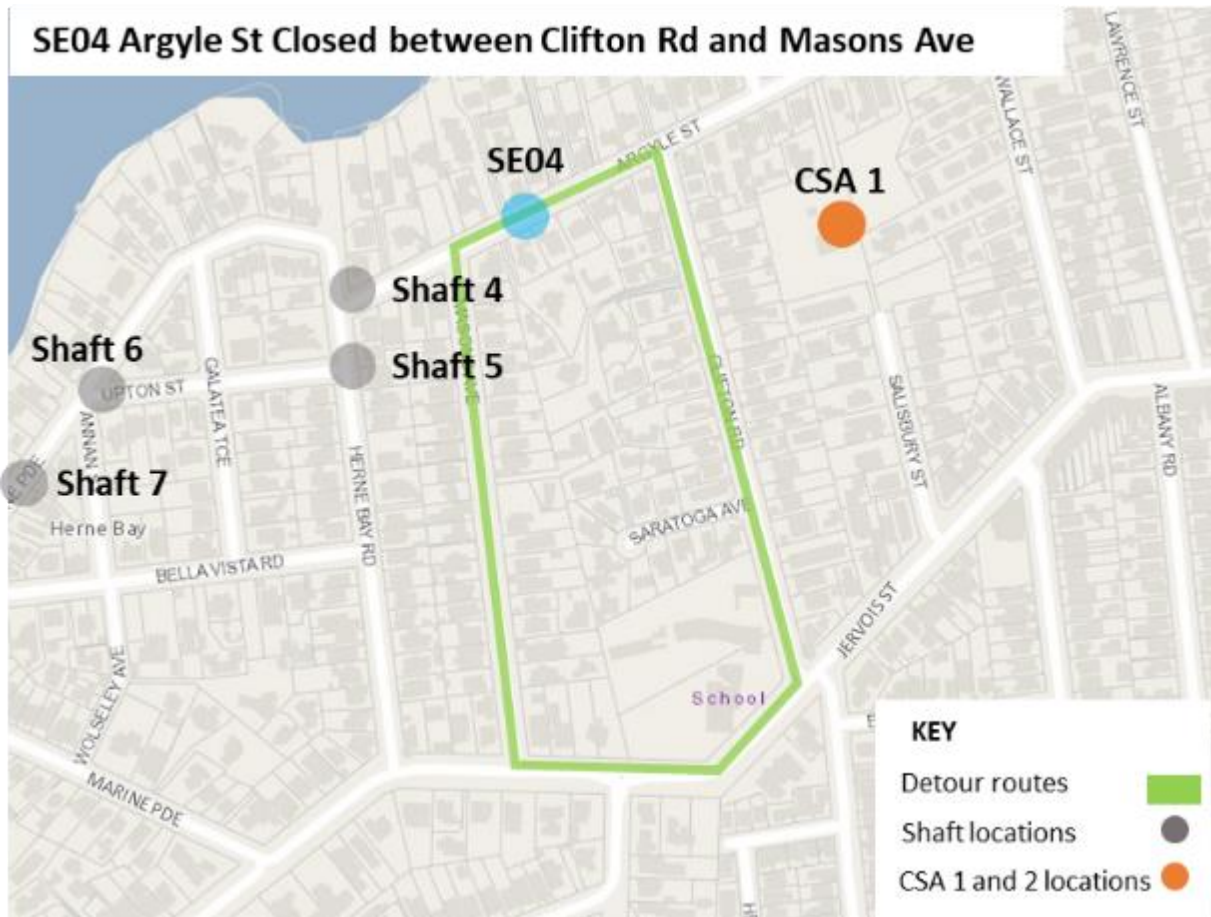 SE04 Argyle St Closed between Clifton Rd and Masons Ave
LAWRENCE ST
WALLACE ST
ARGYLE ST
SE04
CSA 1
Shaft 4
Shaft 6
Shaft 5
UPTON ST
MASONS AVE
GALATEA TCE
CLIFTON RD
SALISBURY ST
ALBANY RD
ANNAN
Shaft 7
Herne Bay
HERNE BAY RD
SARATOGA AVE
BELLA VISTA RD
JERVOIS ST
WOLSELEY AVE
School
MARINE PDE
KEY
Detour routes
Shaft locations
CSA 1 and 2 locations